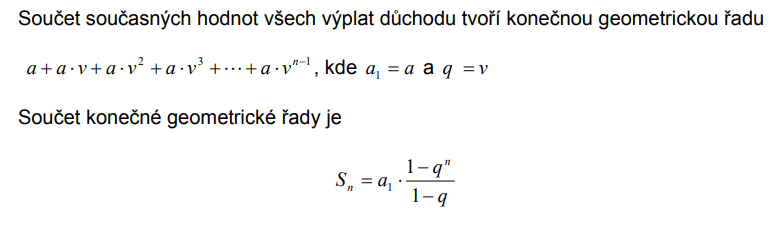 Součet současných hodnot všech výplat důchodu tvoří konečnou geometrickou řadu
a + a · v + a · v² + a · v³ + ··· + a · vⁿ⁻¹ , kde a₁ = a a q = v
Součet konečné geometrické řady je
Sₙ = a₁ · (1 − qⁿ) / (1 − q)